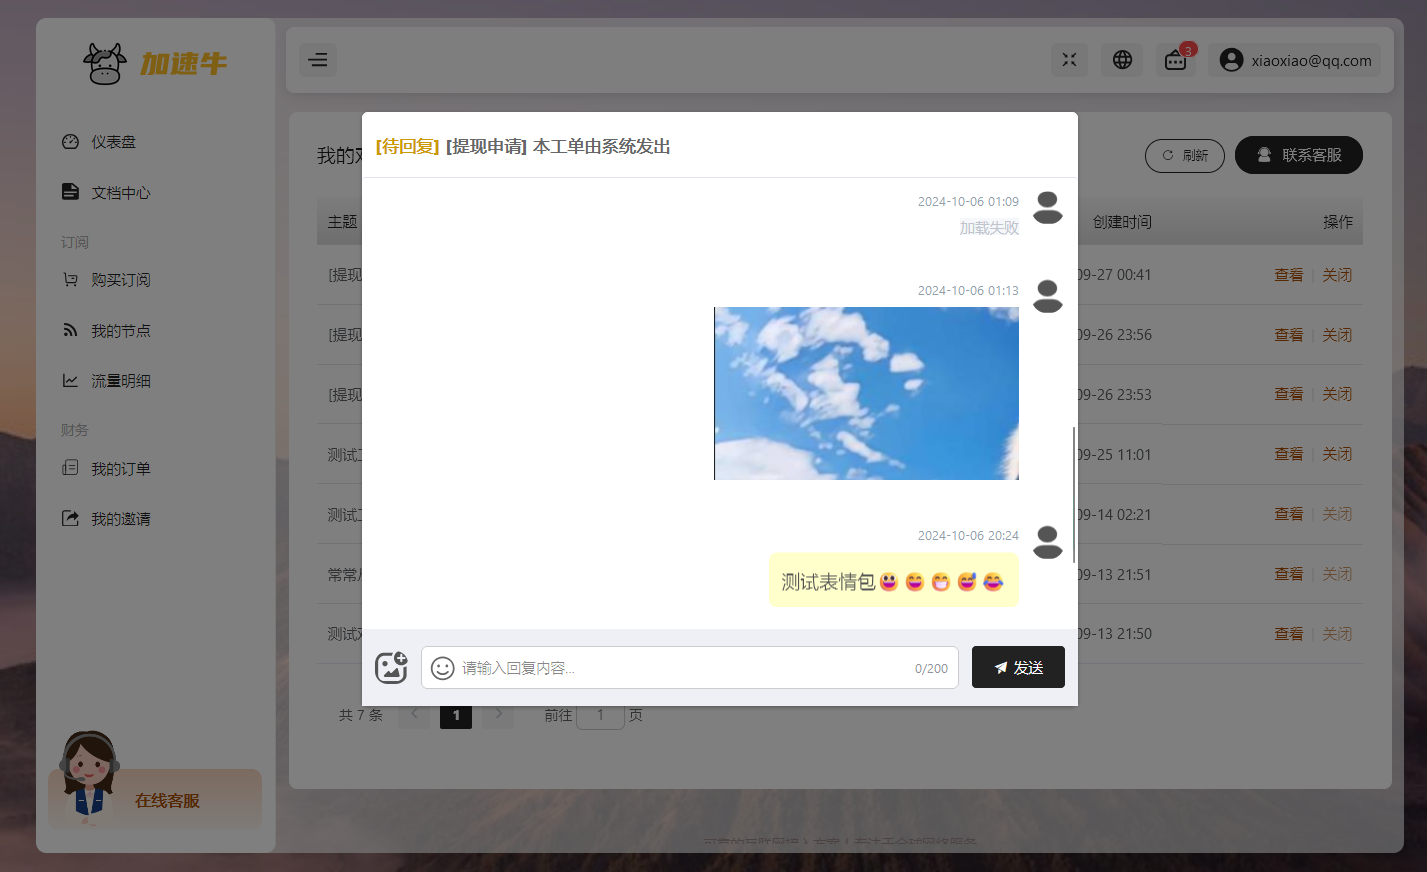 加速牛
3
xiaoxiao@qq.com
仪表盘
文档中心
订阅
购买订阅
我的节点
流量明细
财务
我的订单
我的邀请
在线客服
我的
刷新
联系客服
主题
创建时间
操作
[提现
09-27 00:41
查看
关闭
[提现
09-26 23:56
查看
关闭
[提现
09-26 23:53
查看
关闭
测试
09-25 11:01
查看
关闭
测试
09-14 02:21
查看
关闭
常常
09-13 21:51
查看
关闭
测试
09-13 21:50
查看
关闭
共 7 条
1
前往
1
页
[待回复] [提现申请] 本工单由系统发出
2024-10-06 01:09
加载失败
2024-10-06 01:13
2024-10-06 20:24
测试表情包😃😄😁😅😂
请输入回复内容...
0/200
发送